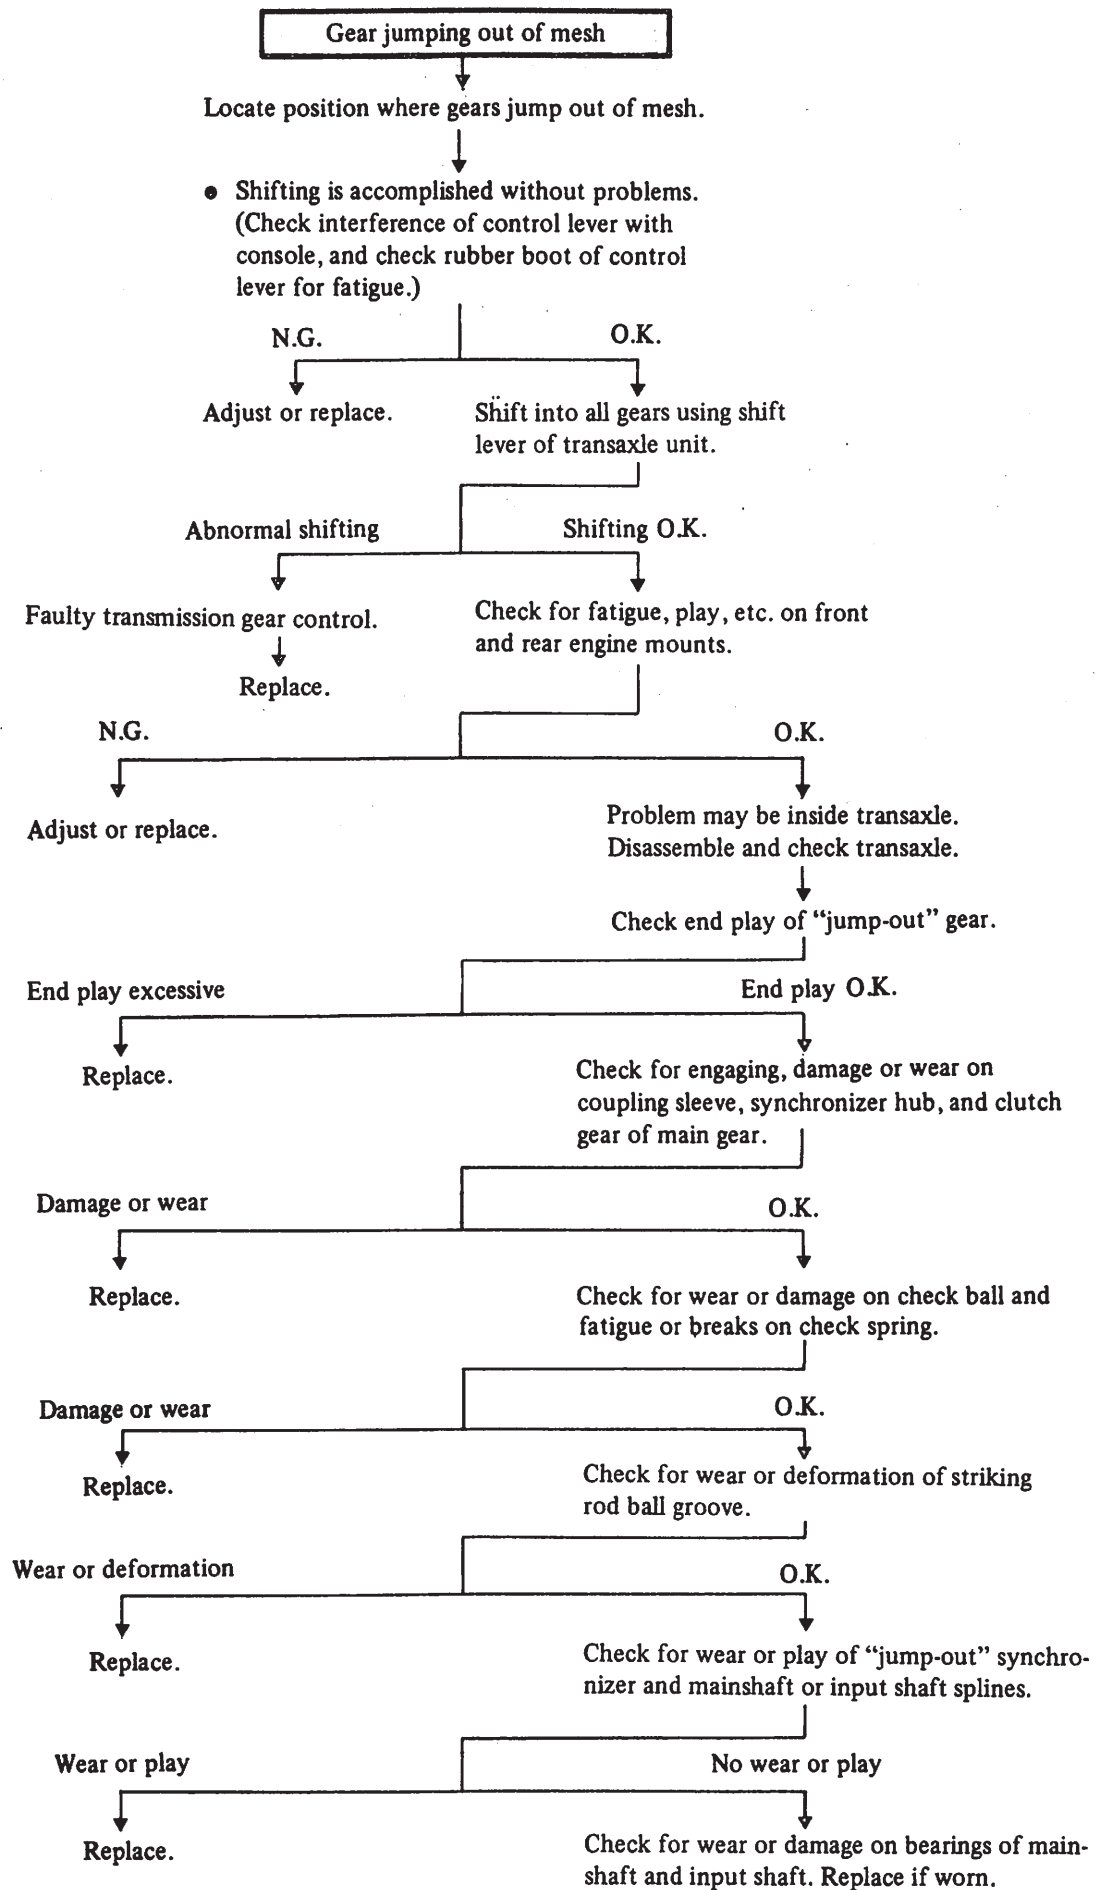 Gear jumping out of mesh
Locate position where gears jump out of mesh.
● Shifting is accomplished without problems.
(Check interference of control lever with
console, and check rubber boot of control
lever for fatigue.)
N.G.
O.K.
Adjust or replace.
Shift into all gears using shift
lever of transaxle unit.
Abnormal shifting
Shifting O.K.
Faulty transmission gear control.
Replace.
Check for fatigue, play, etc. on front
and rear engine mounts.
N.G.
O.K.
Adjust or replace.
Problem may be inside transaxle.
Disassemble and check transaxle.
Check end play of “jump-out” gear.
End play excessive
End play O.K.
Replace.
Check for engaging, damage or wear on
coupling sleeve, synchronizer hub, and clutch
gear of main gear.
Damage or wear
O.K.
Replace.
Check for wear or damage on check ball and
fatigue or breaks on check spring.
Damage or wear
O.K.
Replace.
Check for wear or deformation of striking
rod ball groove.
Wear or deformation
O.K.
Replace.
Check for wear or play of “jump-out” synchro-
nizer and mainshaft or input shaft splines.
Wear or play
No wear or play
Replace.
Check for wear or damage on bearings of main-
shaft and input shaft. Replace if worn.